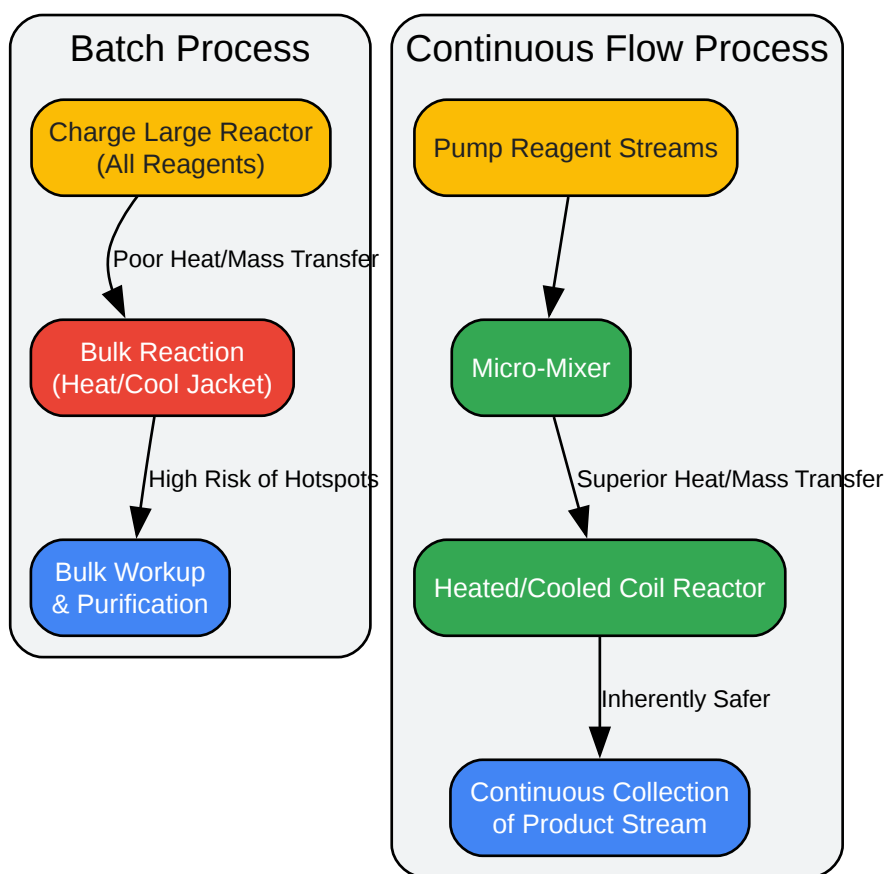 Batch Process
Charge Large Reactor
(All Reagents)
Poor Heat/Mass Transfer
Bulk Reaction
(Heat/Cool Jacket)
High Risk of Hotspots
Bulk Workup
& Purification
Continuous Flow Process
Pump Reagent Streams
Micro-Mixer
Superior Heat/Mass Transfer
Heated/Cooled Coil Reactor
Inherently Safer
Continuous Collection
of Product Stream